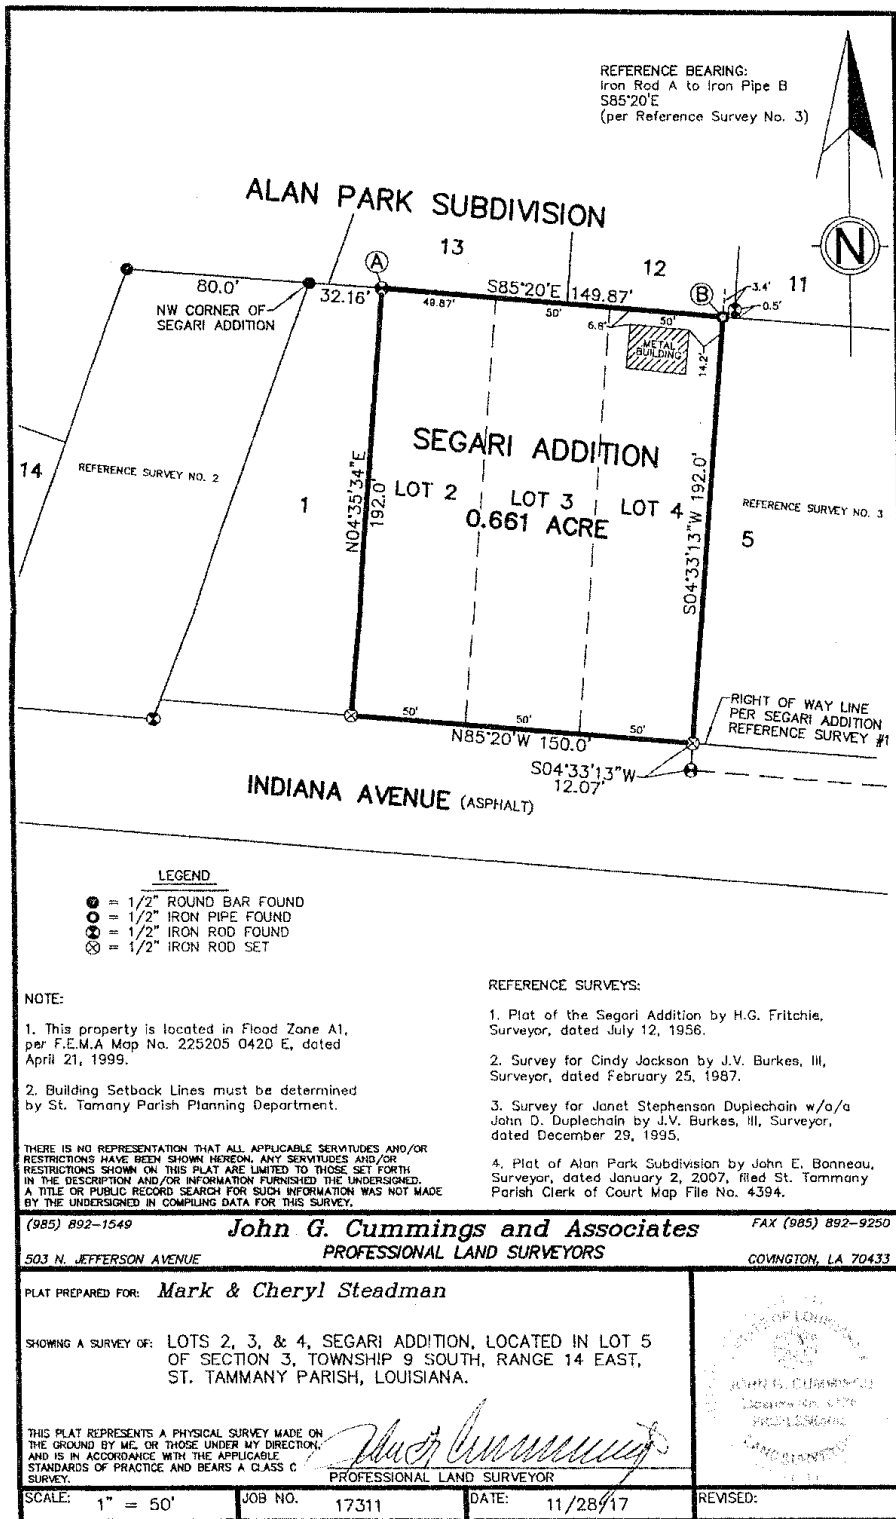 REFERENCE BEARING:
Iron Rod A to Iron Pipe B
S85°20'E
(per Reference Survey No. 3)
ALAN PARK SUBDIVISION
13
12
11
A
B
N
80.0'
32.16'
S85°20'E 149.87'
49.87'
50'
50'
3.4'
0.5'
NW CORNER OF
SEGARI ADDITION
6.8'
METAL
BUILDING
14.2'
SEGARI ADDITION
14
REFERENCE SURVEY NO. 2
1
N04°35'34"E
192.0'
LOT 2
LOT 3
LOT 4
0.661 ACRE
S04°33'13"W 192.0'
REFERENCE SURVEY NO. 3
5
50'
50'
50'
N85°20'W 150.0'
RIGHT OF WAY LINE
PER SEGARI ADDITION
REFERENCE SURVEY #1
S04°33'13"W
12.07'
INDIANA AVENUE (ASPHALT)
LEGEND
= 1/2" ROUND BAR FOUND
= 1/2" IRON PIPE FOUND
= 1/2" IRON ROD FOUND
= 1/2" IRON ROD SET
NOTE:
1. This property is located in Flood Zone A1,
per F.E.M.A Map No. 225205 0420 E, dated
April 21, 1999.
2. Building Setback Lines must be determined
by St. Tamany Parish Planning Department.
THERE IS NO REPRESENTATION THAT ALL APPLICABLE SERVITUDES AND/OR
RESTRICTIONS HAVE BEEN SHOWN HEREON. ANY SERVITUDES AND/OR
RESTRICTIONS SHOWN ON THIS PLAT ARE LIMITED TO THOSE SET FORTH
IN THE DESCRIPTION AND/OR INFORMATION FURNISHED THE UNDERSIGNED.
A TITLE OR PUBLIC RECORD SEARCH FOR SUCH INFORMATION WAS NOT MADE
BY THE UNDERSIGNED IN COMPILING DATA FOR THIS SURVEY.
REFERENCE SURVEYS:
1. Plat of the Segari Addition by H.G. Fritchie,
Surveyor, dated July 12, 1956.
2. Survey for Cindy Jackson by J.V. Burkes, III,
Surveyor, dated February 25, 1987.
3. Survey for Janet Stephenson Duplechain w/o/a
John D. Duplechain by J.V. Burkes, III, Surveyor,
dated December 29, 1995.
4. Plat of Alan Park Subdivision by John E. Bonneau,
Surveyor, dated January 2, 2007, filed St. Tammany
Parish Clerk of Court Map File No. 4394.
(985) 892-1549
John G. Cummings and Associates
FAX (985) 892-9250
503 N. JEFFERSON AVENUE
PROFESSIONAL LAND SURVEYORS
COVINGTON, LA 70433
PLAT PREPARED FOR: Mark & Cheryl Steadman
SHOWING A SURVEY OF: LOTS 2, 3, & 4, SEGARI ADDITION, LOCATED IN LOT 5
OF SECTION 3, TOWNSHIP 9 SOUTH, RANGE 14 EAST,
ST. TAMMANY PARISH, LOUISIANA.
THIS PLAT REPRESENTS A PHYSICAL SURVEY MADE ON
THE GROUND BY ME, OR THOSE UNDER MY DIRECTION,
AND IS IN ACCORDANCE WITH THE APPLICABLE
STANDARDS OF PRACTICE AND BEARS A CLASS C
SURVEY.
PROFESSIONAL LAND SURVEYOR
OF LOUISIANA
JOHN G. CUMMINGS
PROFESSIONAL
LAND SURVEYOR
SCALE: 1" = 50'
JOB NO. 17311
DATE: 11/28/17
REVISED: